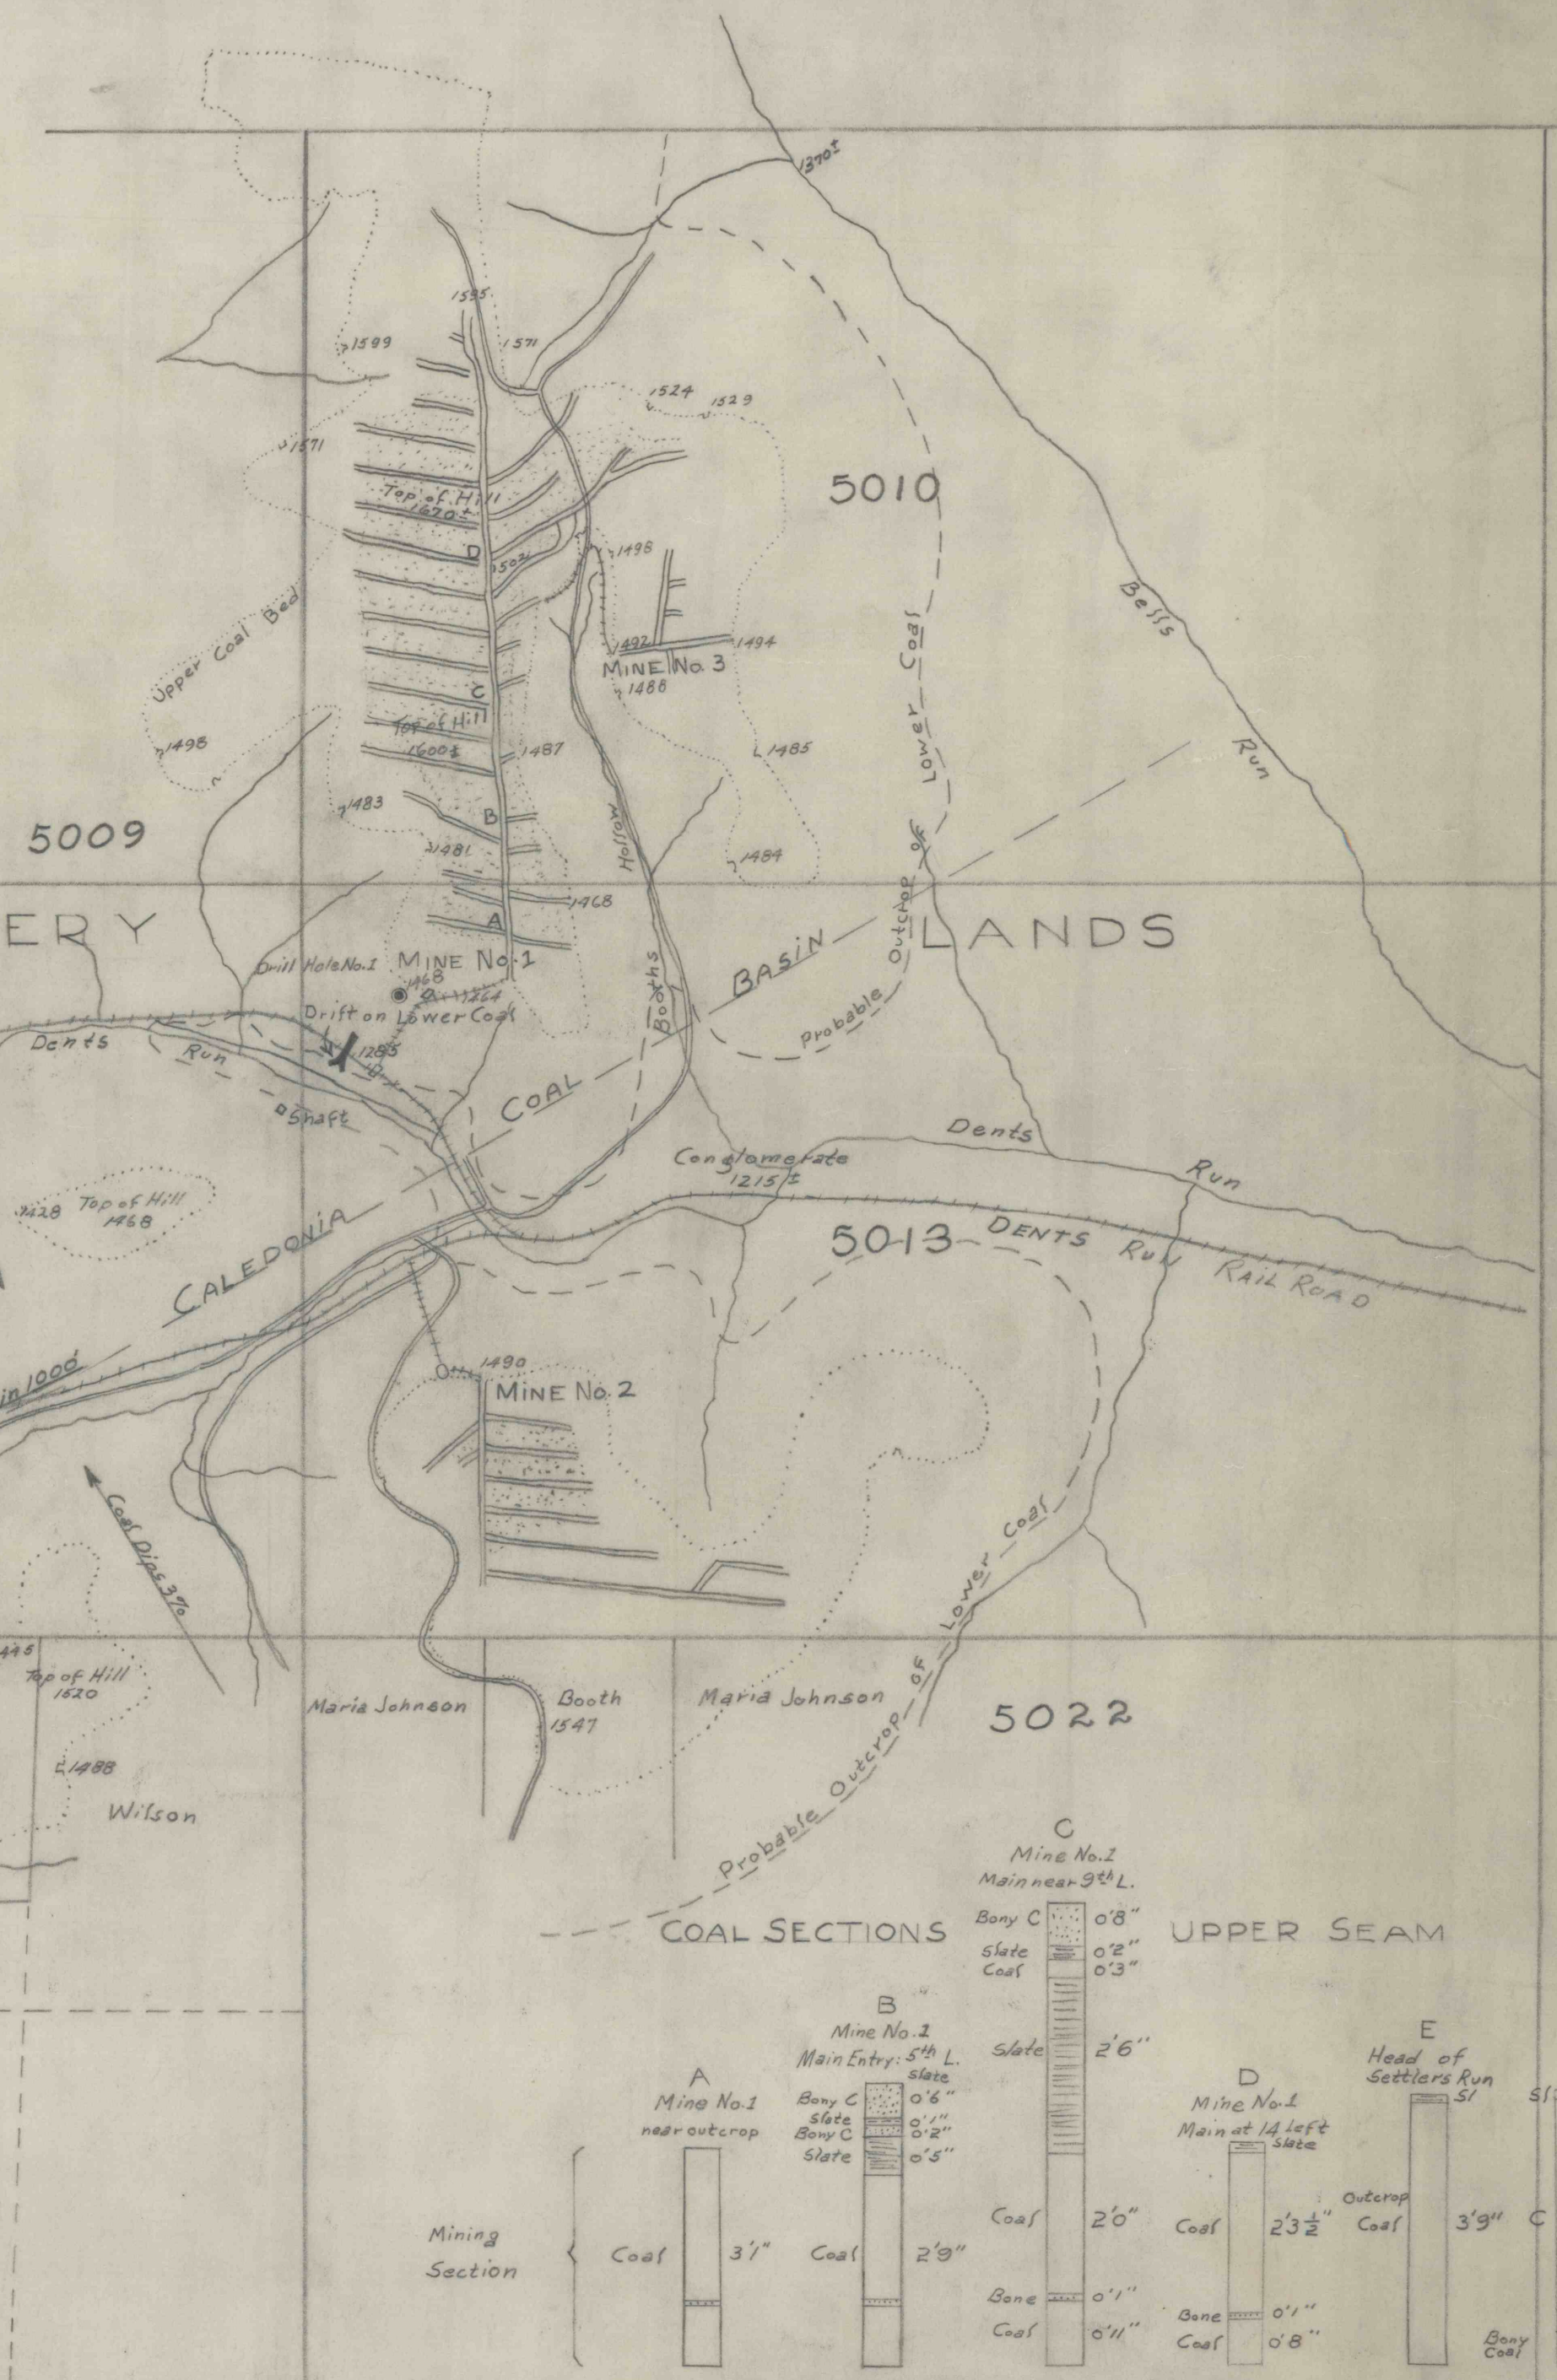 1370±
1595
1599
1571
1524
1529
1571
Top of Hill
1620±
5010
D
1502
1498
Upper Coal Bed
1492
1494
MINE No. 3
1488
C
Top of Hill
1600±
1487
1498
1485
1483
B
5009
1481
1484
1468
A
Bells Run
Booths Hollow
Probable Outcrop of Lower Coal
ERY
LANDS
Drill Hole No.1
MINE No.1
1468
1464
Drift on Lower Coal
1285
Dents Run
Shaft
CALEDONIA COAL BASIN
Dents Run
Conglomerate
1215±
1428
Top of Hill
1468
5013
DENTS RUN RAIL ROAD
in 1000'
1490
MINE No. 2
Coal Dips 3%
445
Top of Hill
1520
Maria Johnson
Booth
1547
Maria Johnson
5022
1488
Wilson
Probable Outcrop of Lower Coal
COAL SECTIONS
UPPER SEAM
C
Mine No.1
Main near 9th L.
Bony C 0'8"
Slate 0'2"
Coal 0'3"
Slate 2'6"
Coal 2'0"
Bone 0'1"
Coal 0'11"
B
Mine No.1
Main Entry: 5th L.
Slate
Bony C 0'6"
Slate 0'1"
Bony C 0'2"
Slate 0'5"
Coal 2'9"
A
Mine No.1
near outcrop
Mining
Section
Coal 3'1"
D
Mine No.1
Main at 14 Left
Slate
Coal 2'3½"
Bone 0'1"
Coal 0'8"
E
Head of
Settlers Run
Sl
Outcrop
Coal 3'9"
Sl
C
Bony
Coal